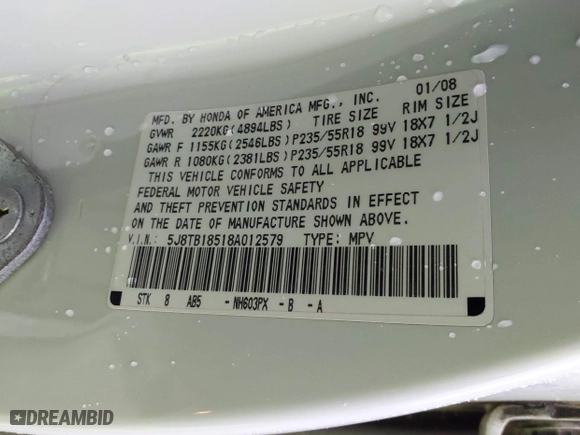 MFD. BY HONDA OF AMERICA MFG., INC. 01/08
GVWR 2220KG(4894LBS) TIRE SIZE RIM SIZE
GAWR F 1155KG(2546LBS)P235/55R18 99V 18X7 1/2J
GAWR R 1080KG(2381LBS)P235/55R18 99V 18X7 1/2J
THIS VEHICLE CONFORMS TO ALL APPLICABLE
FEDERAL MOTOR VEHICLE SAFETY
AND THEFT PREVENTION STANDARDS IN EFFECT
ON THE DATE OF MANUFACTURE SHOWN ABOVE.
V.I.N.: 5J8TB18518A012579 TYPE: MPV
STK 8 AB5 -NH603PX -B -A
DREAMBID